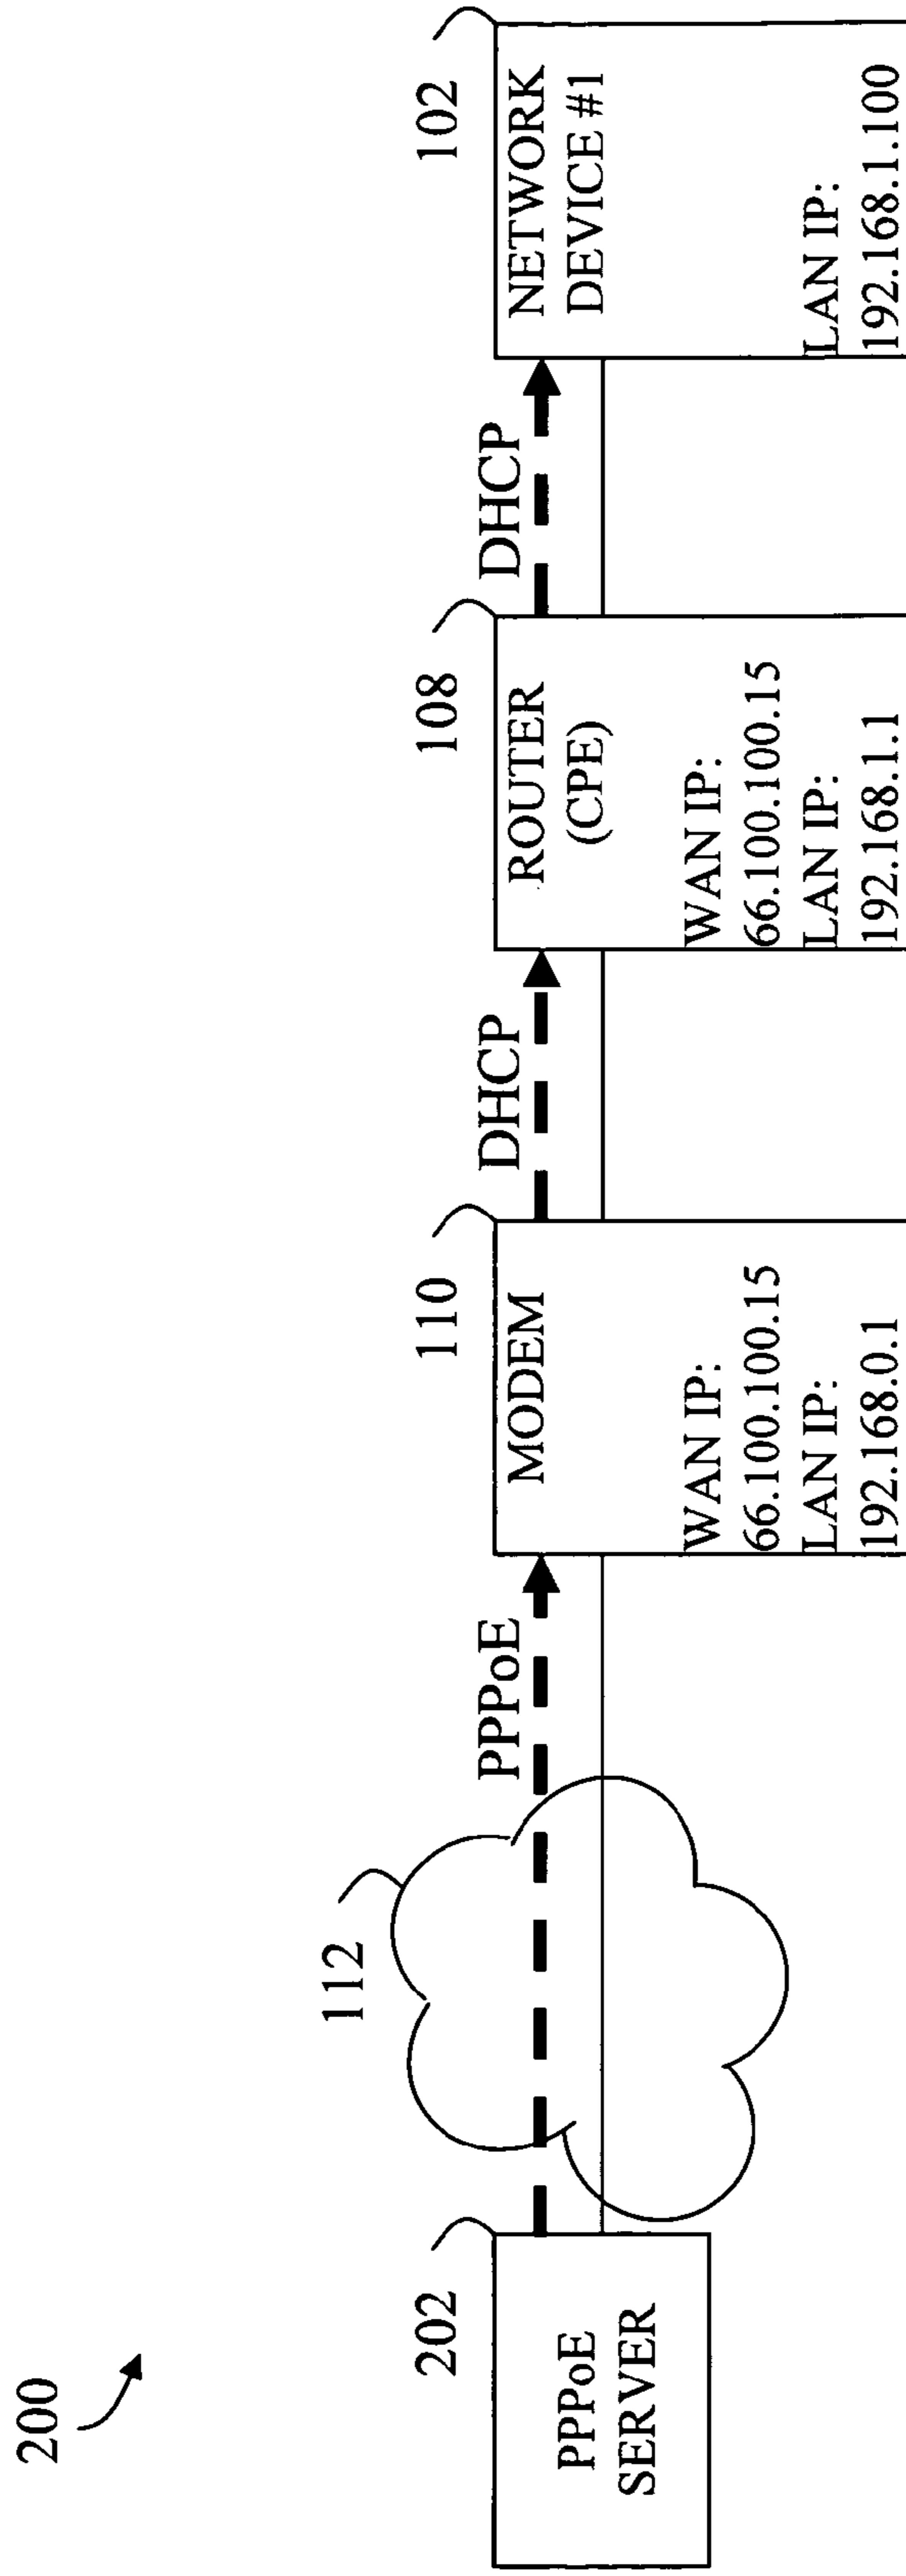 200
202
PPPoE
SERVER
112
PPPoE
110
MODEM
WAN IP:
66.100.100.15
LAN IP:
192.168.0.1
DHCP
108
ROUTER
(CPE)
WAN IP:
66.100.100.15
LAN IP:
192.168.1.1
DHCP
102
NETWORK
DEVICE #1
LAN IP:
192.168.1.100